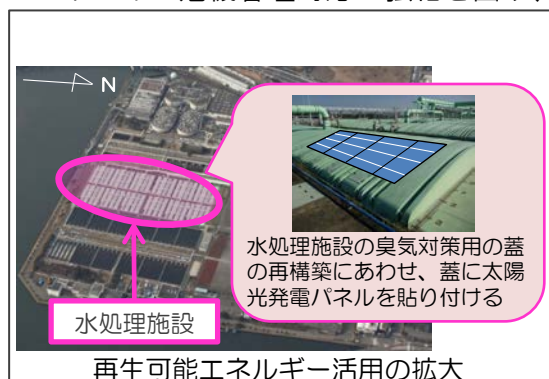 N
水処理施設の臭気対策用の蓋
の再構築にあわせ、蓋に太陽
光発電パネルを貼り付ける
水処理施設
再生可能エネルギー活用の拡大